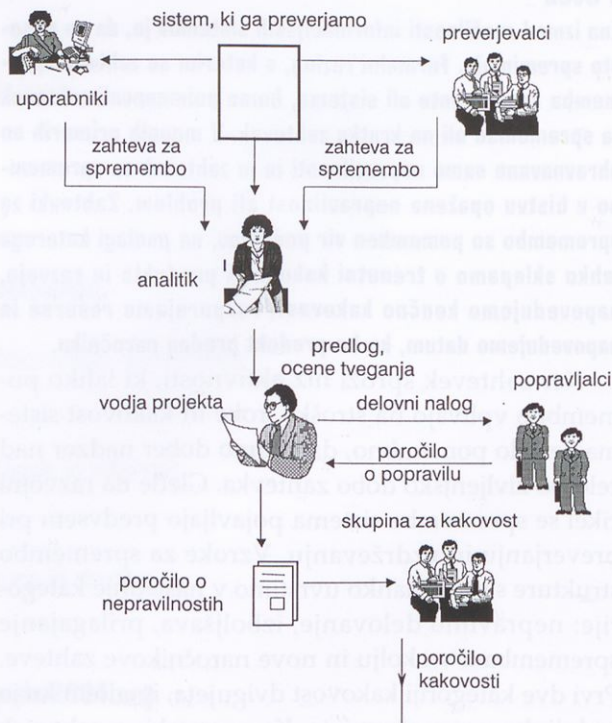 sistem, ki ga preverjamo
preverjevalci
uporabniki
zahteva za
spremembo
zahteva za
spremembo
analitik
predlog,
ocene tveganja
popravljalci
vodja projekta
delovni nalog
poročilo
o popravilu
skupina za kakovost
poročilo o
nepravilnostih
poročilo o
kakovosti